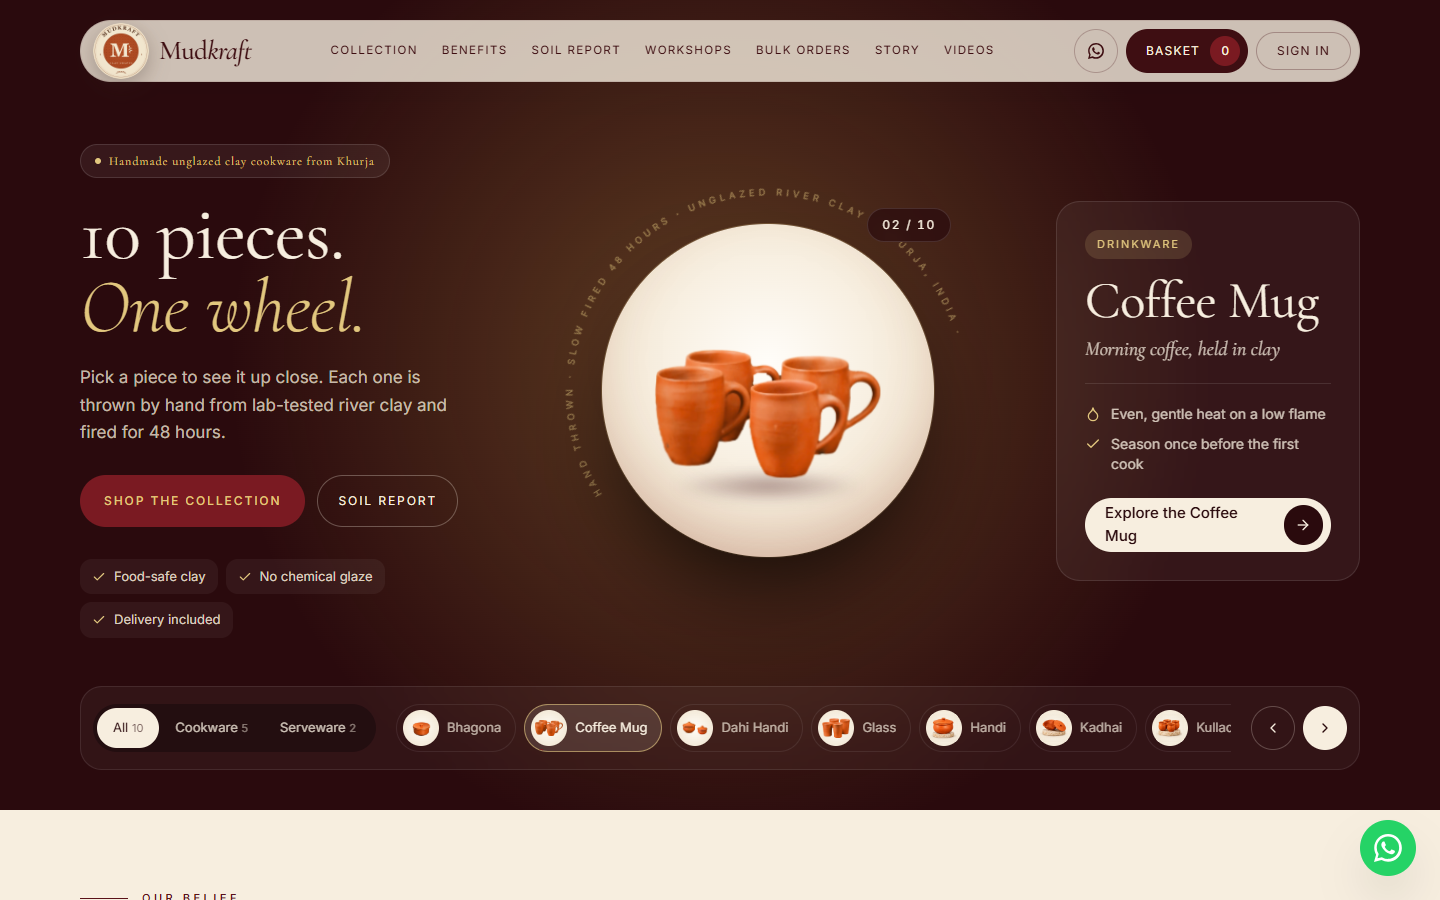 MUDKRAFT
M
Mudkraft
COLLECTION
BENEFITS
SOIL REPORT
WORKSHOPS
BULK ORDERS
STORY
VIDEOS
BASKET 0
SIGN IN
Handmade unglazed clay cookware from Khurja
10 pieces.
One wheel.
Pick a piece to see it up close. Each one is
thrown by hand from lab-tested river clay and
fired for 48 hours.
SHOP THE COLLECTION
SOIL REPORT
Food-safe clay
No chemical glaze
Delivery included
HAND THROWN · SLOW FIRED 48 HOURS · UNGLAZED RIVER CLAY
URJA, INDIA ·
02 / 10
DRINKWARE
Coffee Mug
Morning coffee, held in clay
Even, gentle heat on a low flame
Season once before the first
cook
Explore the Coffee
Mug
All 10
Cookware 5
Serveware 2
Bhagona
Coffee Mug
Dahi Handi
Glass
Handi
Kadhai
Kullac
OUR BELIEF